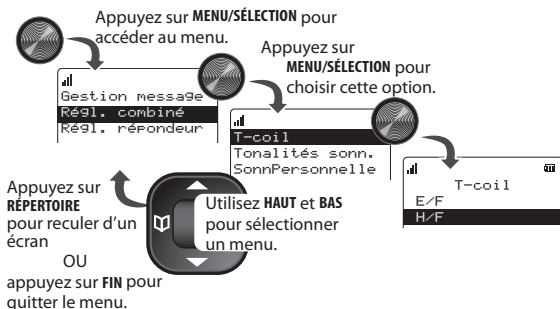 Appuyez sur MENU/SÉLECTION pour
accéder au menu.
Appuyez sur
MENU/SÉLECTION pour
choisir cette option.
Gestion message
Régl. combiné
Régl. répondeur
T-coil
Tonalités sonn.
SonnPersonnelle
T-coil
E/F
H/F
Appuyez sur
RÉPERTOIRE
pour reculer d'un
écran
OU
appuyez sur FIN pour
quitter le menu.
Utilisez HAUT et BAS
pour sélectionner
un menu.